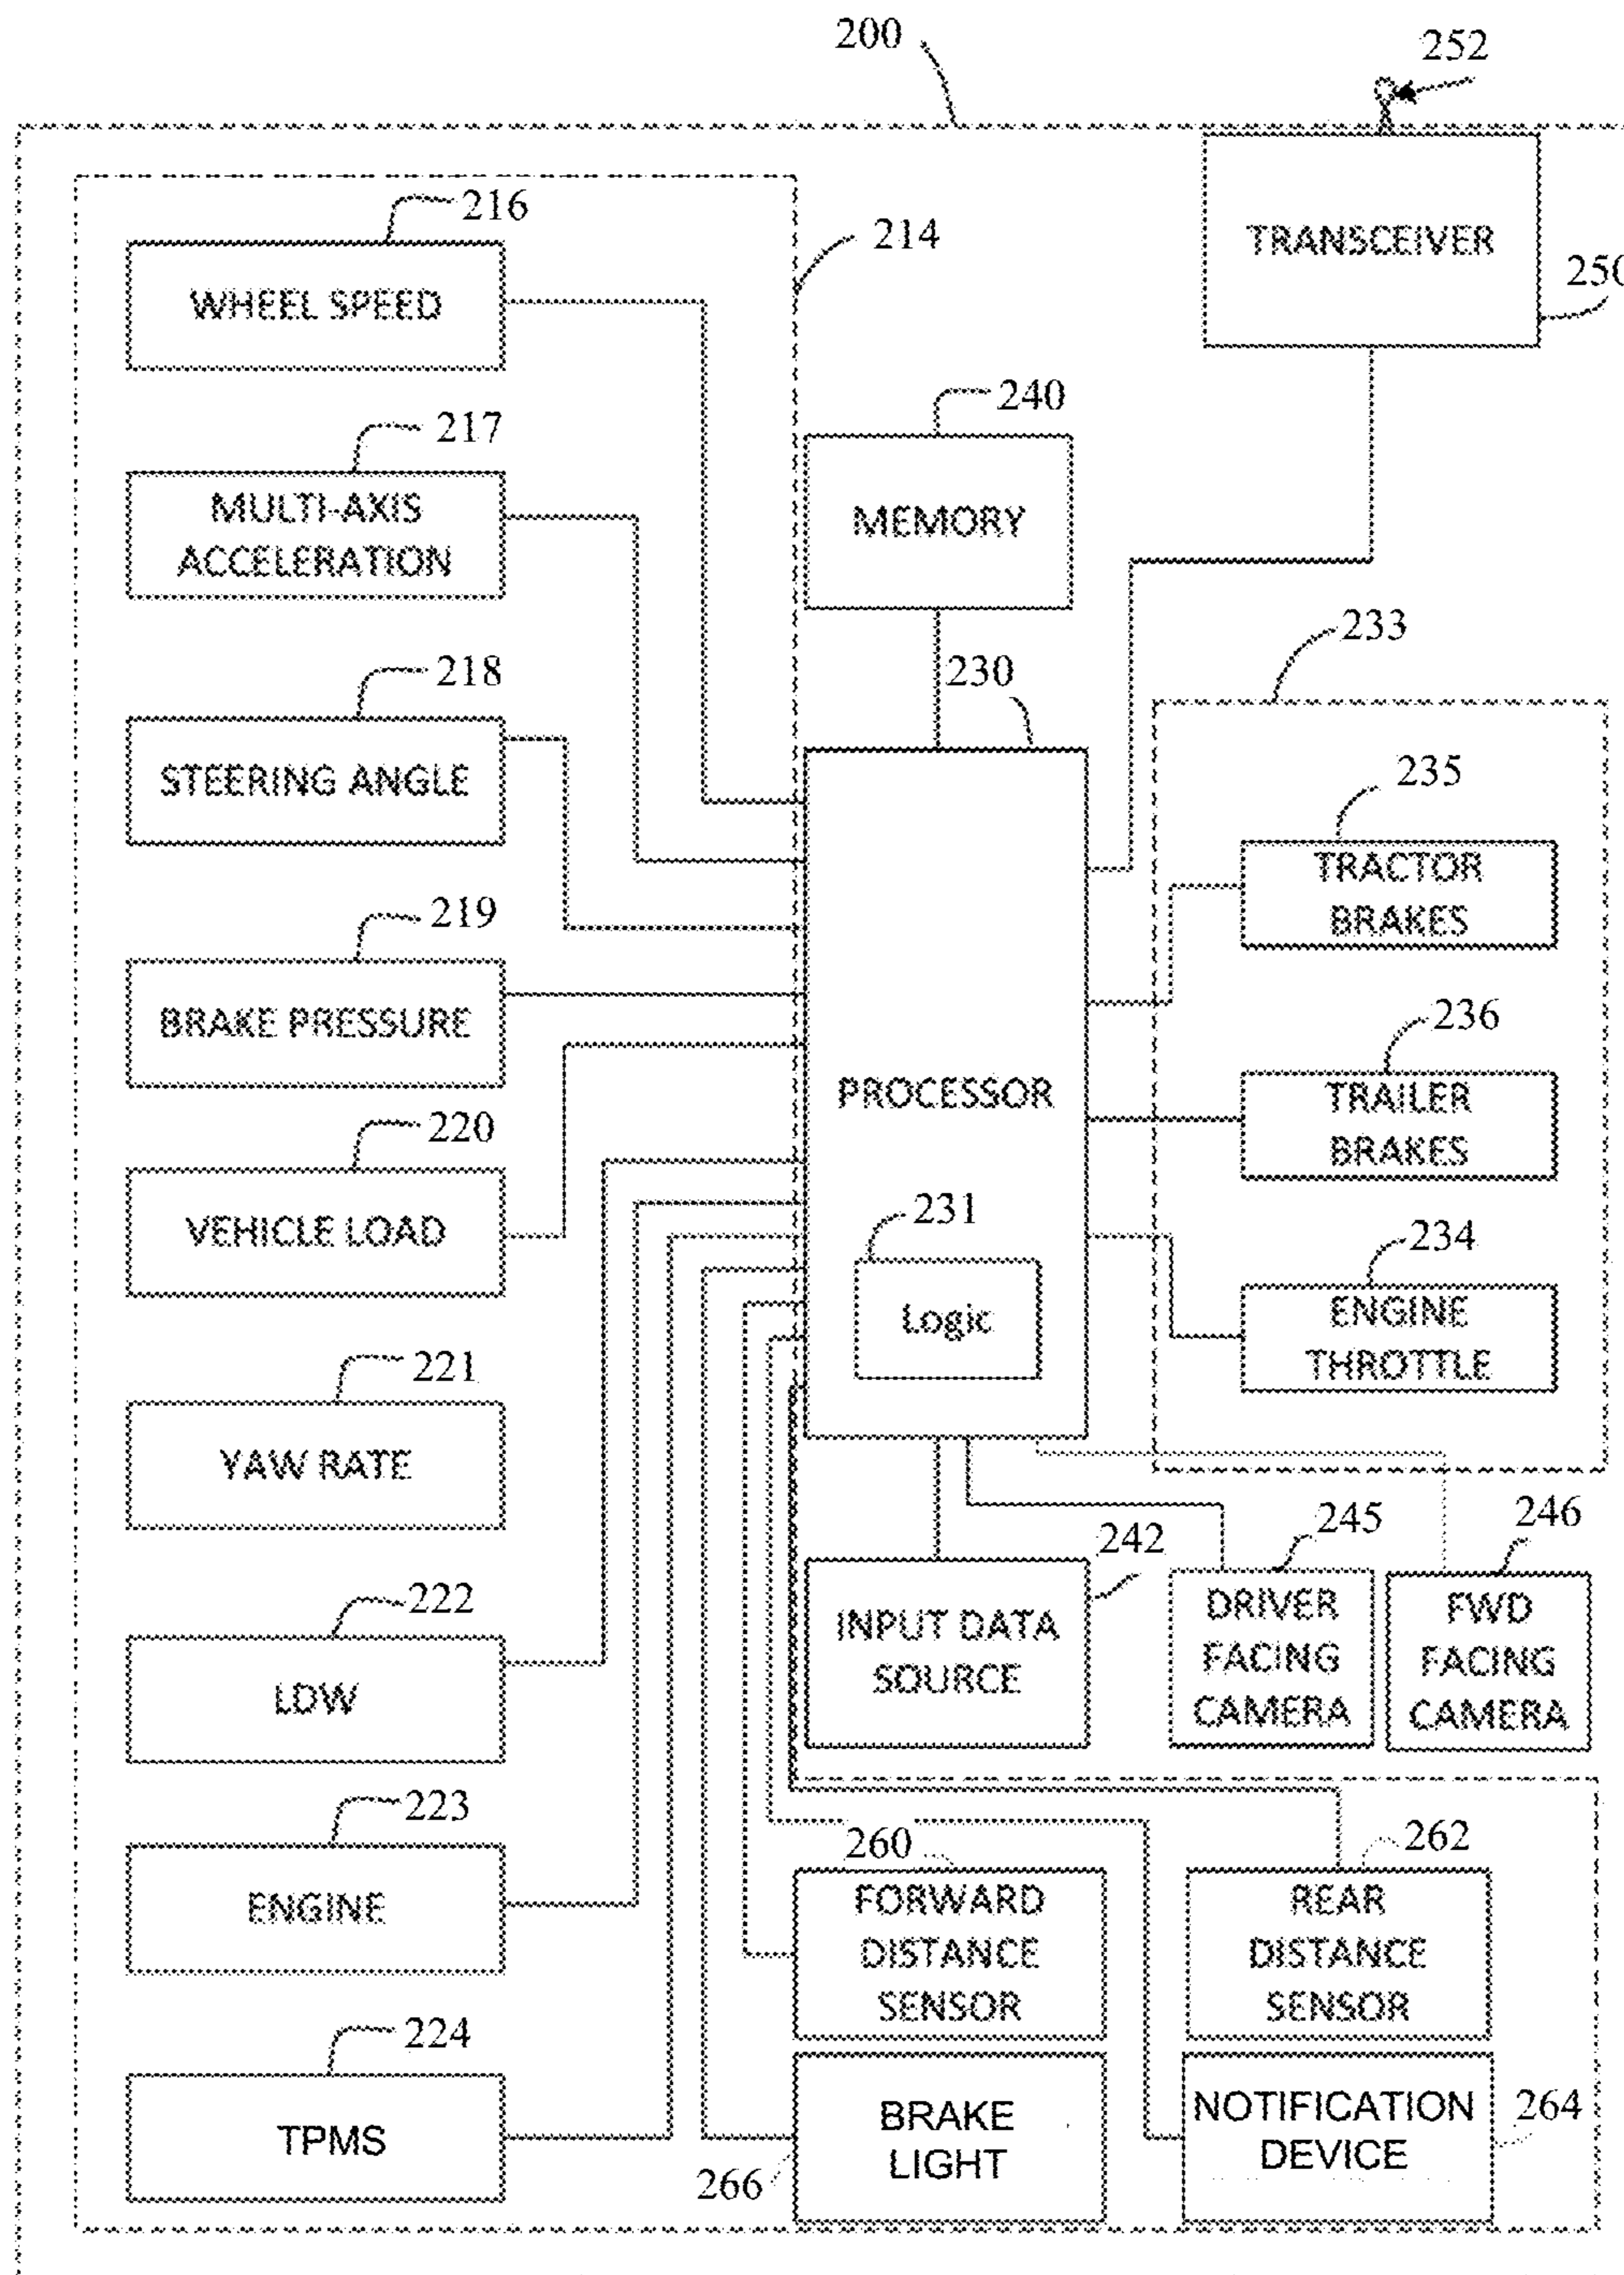 200
252
216
WHEEL SPEED
214
TRANSCEIVER
250
217
MULTI-AXIS
ACCELERATION
240
MEMORY
218
STEERING ANGLE
230
233
235
TRACTOR
BRAKES
219
BRAKE PRESSURE
PROCESSOR
236
TRAILER
BRAKES
220
VEHICLE LOAD
231
Logic
234
ENGINE
THROTTLE
221
YAW RATE
242
INPUT DATA
SOURCE
245
DRIVER
FACING
CAMERA
246
FWD
FACING
CAMERA
222
LDW
223
ENGINE
260
FORWARD
DISTANCE
SENSOR
262
REAR
DISTANCE
SENSOR
224
TPMS
266
BRAKE
LIGHT
NOTIFICATION
DEVICE
264